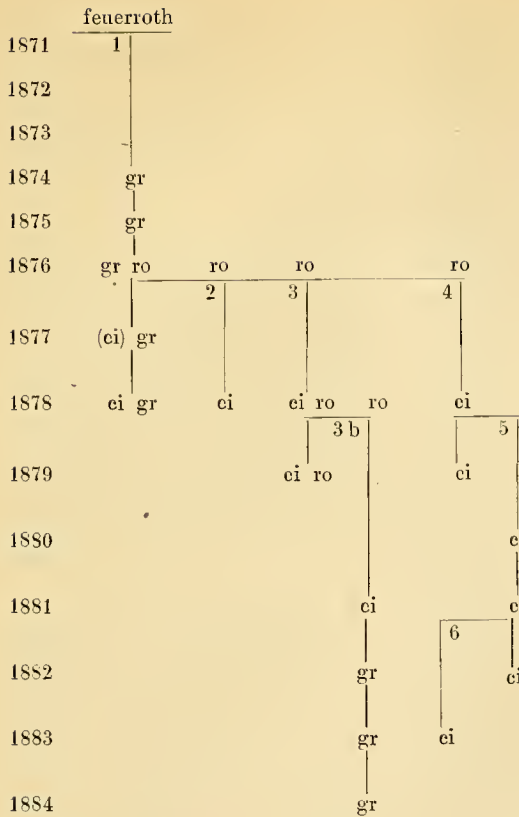 feuerroth
1871 1
1872
1873
1874 gr
1875 gr
1876 gr ro ro ro ro
2 3 4
1877 (ci) gr
1878 ci gr ci ci ro ro ci
3 b 5
1879 ci ro ci
1880 c
1881 ci c
6
1882 gr ci
1883 gr ci
1884 gr